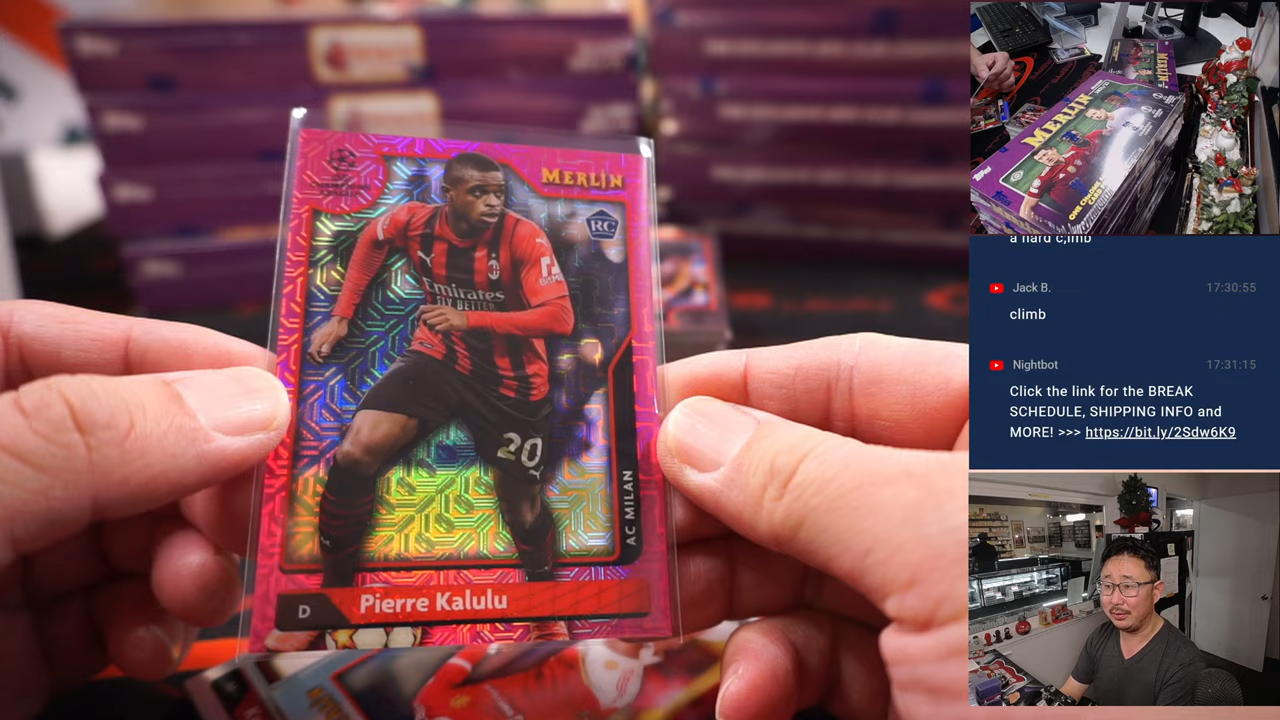 MERLIN
RC
Emirates
FLY BETTER
20
AC MILAN
D
Pierre Kalulu
MERLIN
topps
a hard c,imb
Jack B.
17:30:55
climb
Nightbot
17:31:15
Click the link for the BREAK
SCHEDULE, SHIPPING INFO and
MORE! >>> https://bit.ly/2Sdw6K9